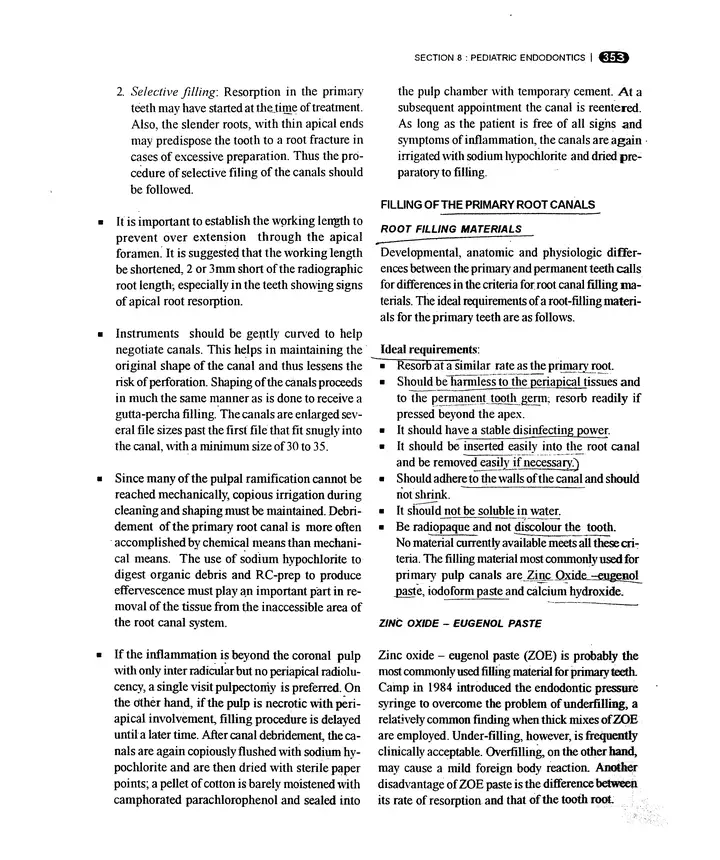 SECTION 8 : PEDIATRIC ENDODONTICS | 353
2. Selective filling: Resorption in the primary
teeth may have started at the time of treatment.
Also, the slender roots, with thin apical ends
may predispose the tooth to a root fracture in
cases of excessive preparation. Thus the pro-
cedure of selective filing of the canals should
be followed.
▪ It is important to establish the working length to
prevent over extension through the apical
foramen. It is suggested that the working length
be shortened, 2 or 3mm short of the radiographic
root length; especially in the teeth showing signs
of apical root resorption.
▪ Instruments should be gently curved to help
negotiate canals. This helps in maintaining the
original shape of the canal and thus lessens the
risk of perforation. Shaping of the canals proceeds
in much the same manner as is done to receive a
gutta-percha filling. The canals are enlarged sev-
eral file sizes past the first file that fit snugly into
the canal, with a minimum size of 30 to 35.
▪ Since many of the pulpal ramification cannot be
reached mechanically, copious irrigation during
cleaning and shaping must be maintained. Debri-
dement of the primary root canal is more often
accomplished by chemical means than mechani-
cal means. The use of sodium hypochlorite to
digest organic debris and RC-prep to produce
effervescence must play an important part in re-
moval of the tissue from the inaccessible area of
the root canal system.
▪ If the inflammation is beyond the coronal pulp
with only inter radicular but no periapical radiolu-
cency, a single visit pulpectomy is preferred. On
the other hand, if the pulp is necrotic with peri-
apical involvement, filling procedure is delayed
until a later time. After canal debridement, the ca-
nals are again copiously flushed with sodium hy-
pochlorite and are then dried with sterile paper
points; a pellet of cotton is barely moistened with
camphorated parachlorophenol and sealed into
the pulp chamber with temporary cement. At a
subsequent appointment the canal is reentered.
As long as the patient is free of all signs and
symptoms of inflammation, the canals are again
irrigated with sodium hypochlorite and dried pre-
paratory to filling.
FILLING OF THE PRIMARY ROOT CANALS
ROOT FILLING MATERIALS
Developmental, anatomic and physiologic differ-
ences between the primary and permanent teeth calls
for differences in the criteria for root canal filling ma-
terials. The ideal requirements of a root-filling materi-
als for the primary teeth are as follows.
Ideal requirements:
▪ Resorb at a similar rate as the primary root.
▪ Should be harmless to the periapical tissues and
to the permanent tooth germ; resorb readily if
pressed beyond the apex.
▪ It should have a stable disinfecting power.
▪ It should be inserted easily into the root canal
and be removed easily if necessary.)
▪ Should adhere to the walls of the canal and should
not shrink.
▪ It should not be soluble in water.
▪ Be radiopaque and not discolour the tooth.
No material currently available meets all these cri-
teria. The filling material most commonly used for
primary pulp canals are Zinc Oxide –eugenol
paste, iodoform paste and calcium hydroxide.
ZINC OXIDE – EUGENOL PASTE
Zinc oxide – eugenol paste (ZOE) is probably the
most commonly used filling material for primary teeth.
Camp in 1984 introduced the endodontic pressure
syringe to overcome the problem of underfilling, a
relatively common finding when thick mixes of ZOE
are employed. Under-filling, however, is frequently
clinically acceptable. Overfilling, on the other hand,
may cause a mild foreign body reaction. Another
disadvantage of ZOE paste is the difference between
its rate of resorption and that of the tooth root.